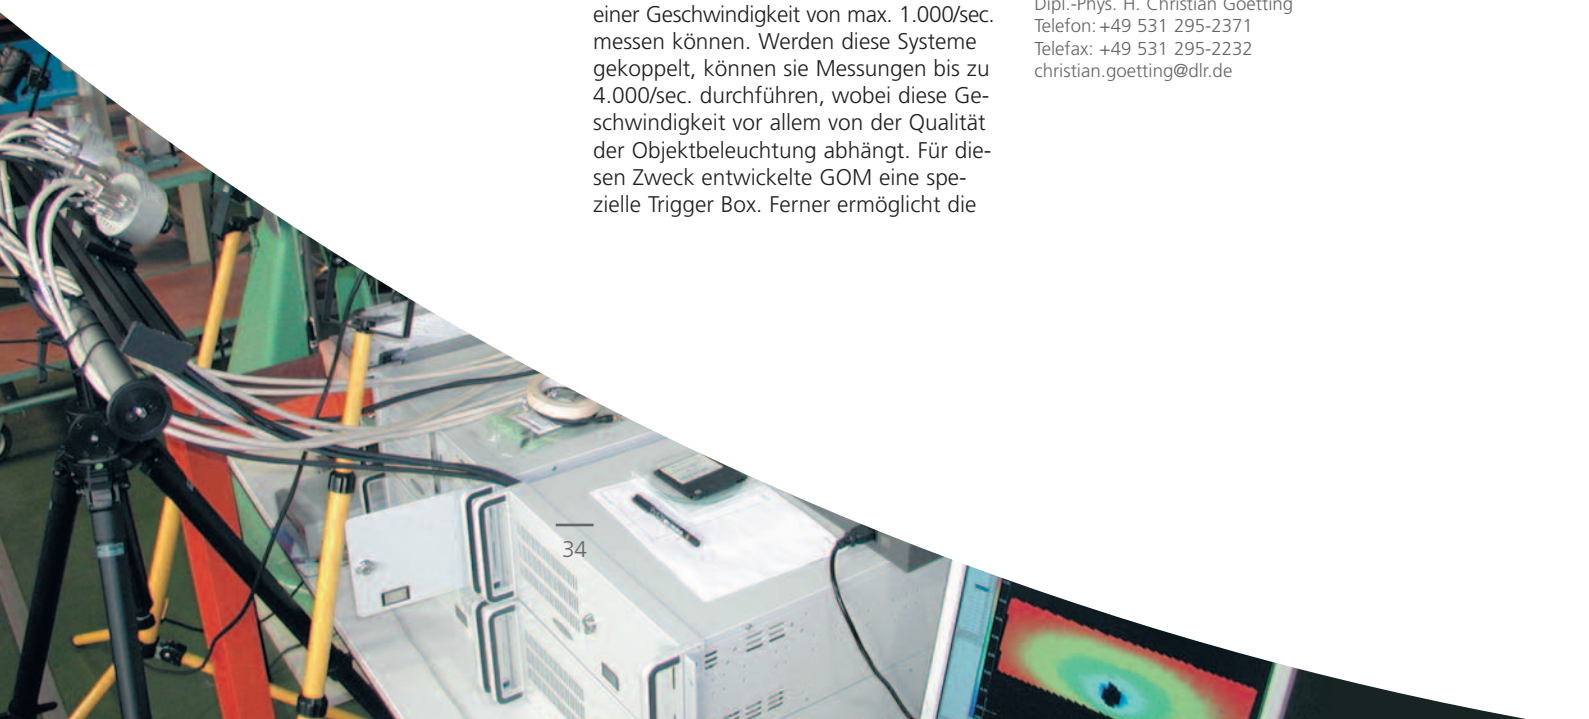 einer Geschwindigkeit von max. 1.000/sec.
messen können. Werden diese Systeme
gekoppelt, können sie Messungen bis zu
4.000/sec. durchführen, wobei diese Ge-
schwindigkeit vor allem von der Qualität
der Objektbeleuchtung abhängt. Für die-
sen Zweck entwickelte GOM eine spe-
zielle Trigger Box. Ferner ermöglicht die
Dipl.-Phys. H. Christian Goetting
Telefon: +49 531 295-2371
Telefax: +49 531 295-2232
christian.goetting@dlr.de
34